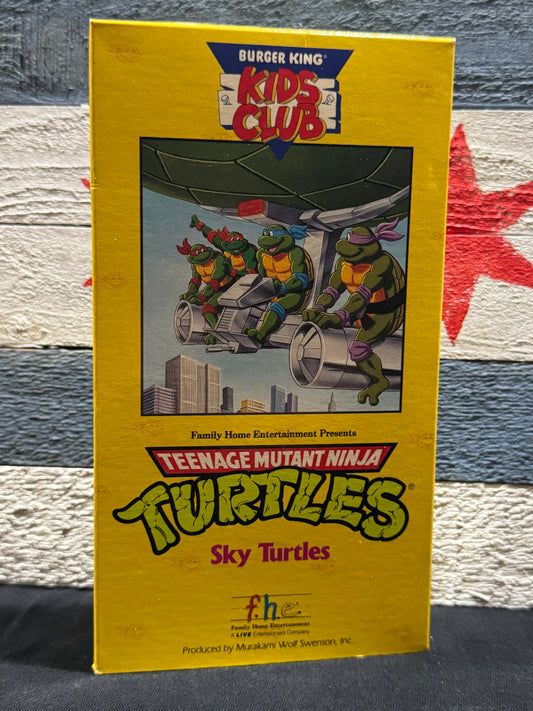 BURGER KING®
KIDS
CLUB
Family Home Entertainment Presents
TEENAGE MUTANT NINJA
TURTLES®
Sky Turtles
f.h.e.
Family Home Entertainment
A LIVE Entertainment Company
Produced by Murakami Wolf Swenson, Inc.